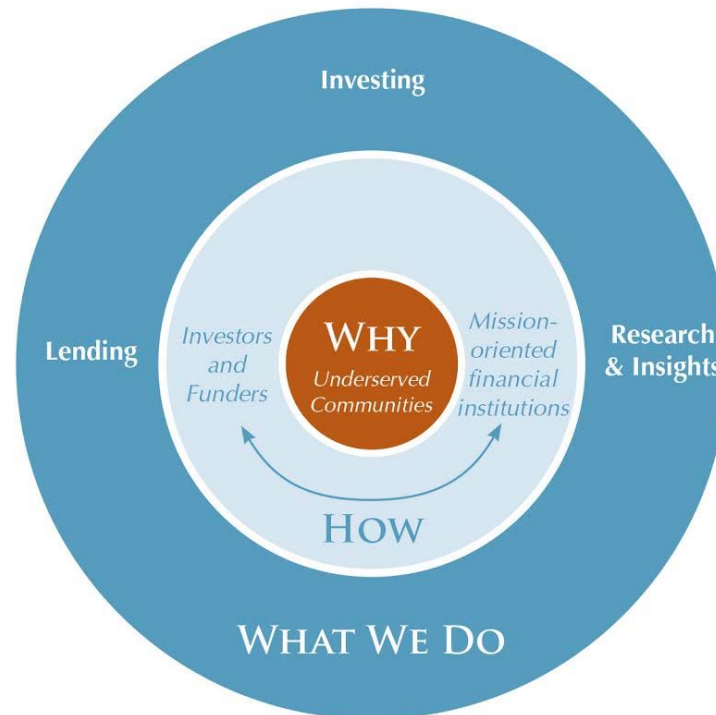 Investing
Lending
Research
& Insights
Investors
and
Funders
WHY
Underserved
Communities
Mission-
oriented
financial
institutions
HOW
WHAT WE DO